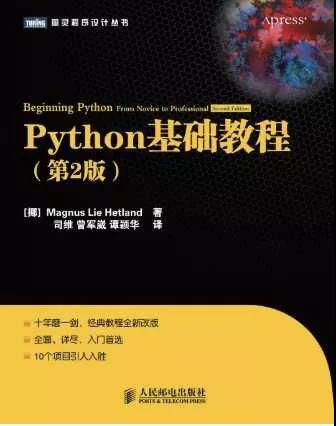 TURING 图灵程序设计丛书
Apress®
Beginning Python From Novice to Professional Second Edition
Python基础教程
(第2版)
[挪] Magnus Lie Hetland 著
司维 曾军崴 谭颖华 译
十年磨一剑,经典教程全新改版
全面、详尽,入门首选
10个项目引人入胜
人民邮电出版社
POSTS & TELECOM PRESS